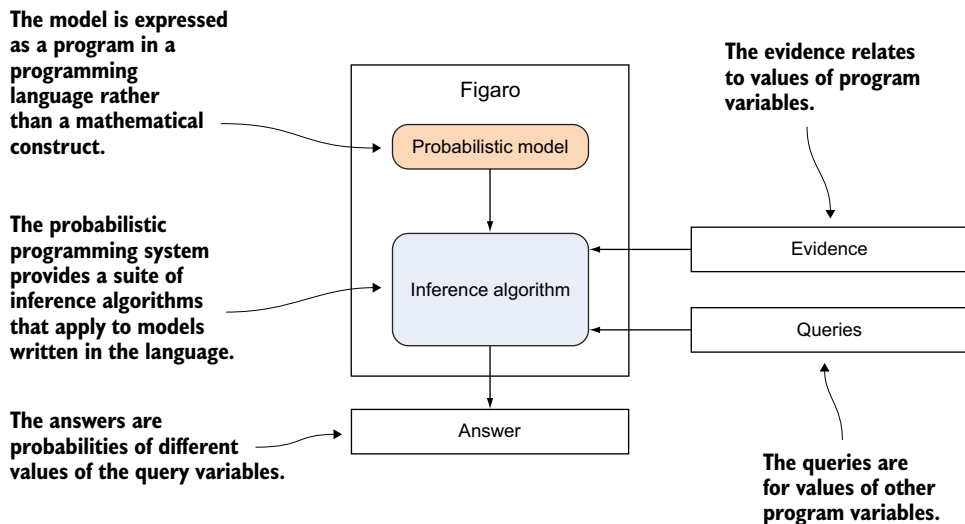 The model is expressed
as a program in a
programming
language rather
than a mathematical
construct.
Figaro
Probabilistic model
The evidence relates
to values of program
variables.
The probabilistic
programming system
provides a suite of
inference algorithms
that apply to models
written in the language.
Inference algorithm
Evidence
Queries
The answers are
probabilities of different
values of the query variables.
Answer
The queries are
for values of other
program variables.